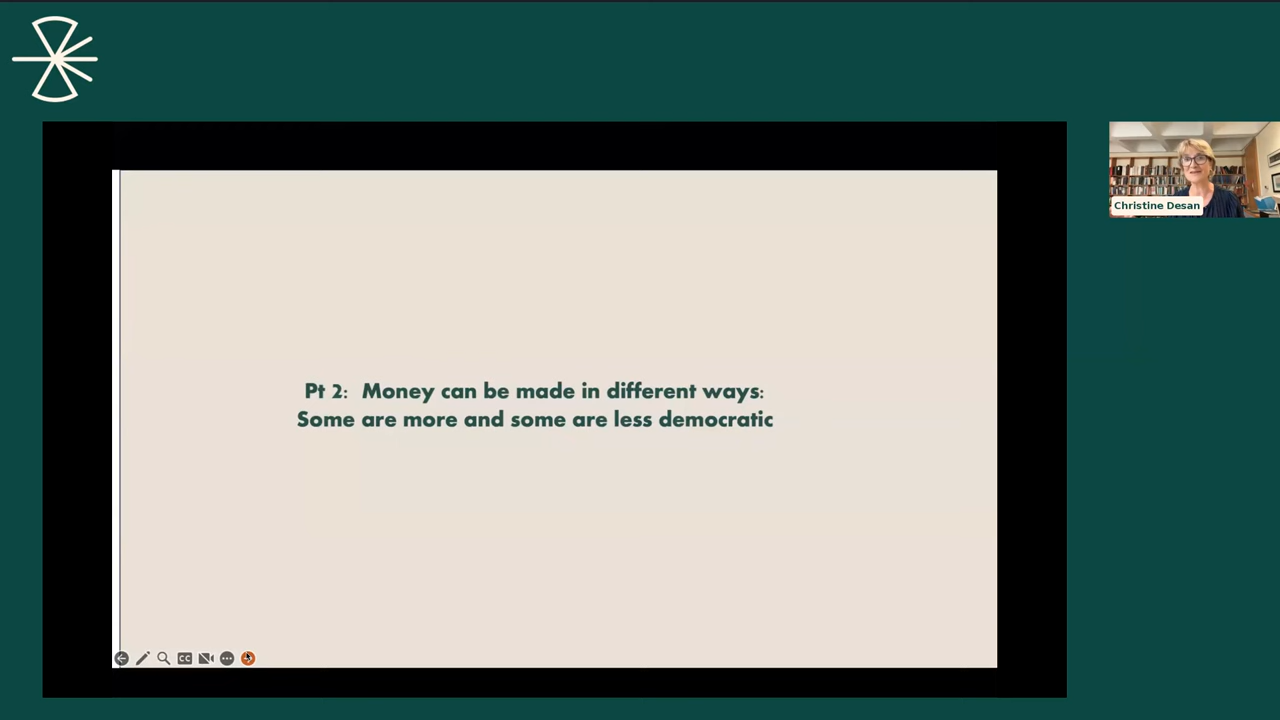 Pt 2: Money can be made in different ways:
Some are more and some are less democratic
Christine Desan
CC